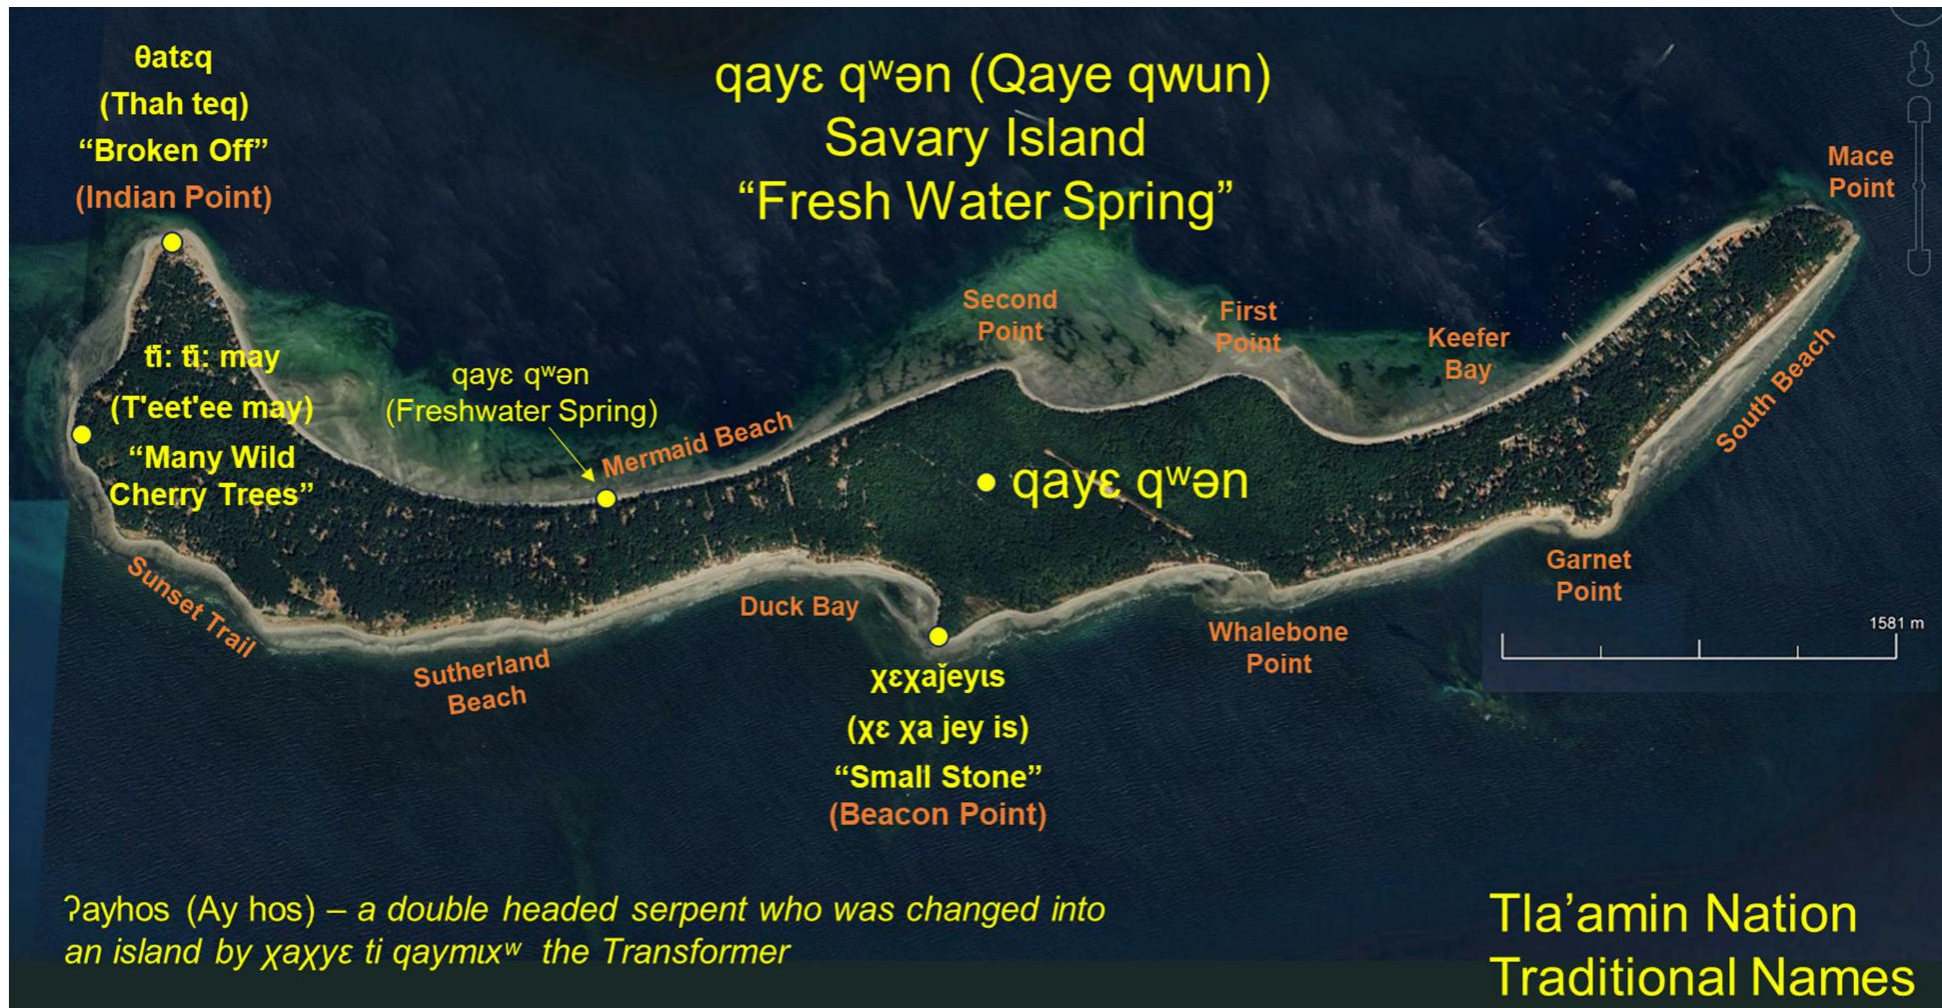 θatɛq
(Thah teq)
“Broken Off”
(Indian Point)
qayɛ qʷən (Qaye qwun)
Savary Island
“Fresh Water Spring”
Mace
Point
Second
Point
First
Point
Keefer
Bay
South Beach
t̓i: t̓i: may
(T'eet'ee may)
“Many Wild
Cherry Trees”
qayɛ qʷən
(Freshwater Spring)
Mermaid Beach
qayɛ qʷən
Sunset Trail
Sutherland
Beach
Duck Bay
Whalebone
Point
Garnet
Point
1581 m
χɛχaǰeyɩs
(χɛ χa jey is)
“Small Stone”
(Beacon Point)
ʔayhos (Ay hos) – a double headed serpent who was changed into
an island by χaχyɛ ti qaymɩxʷ the Transformer
Tla’amin Nation
Traditional Names